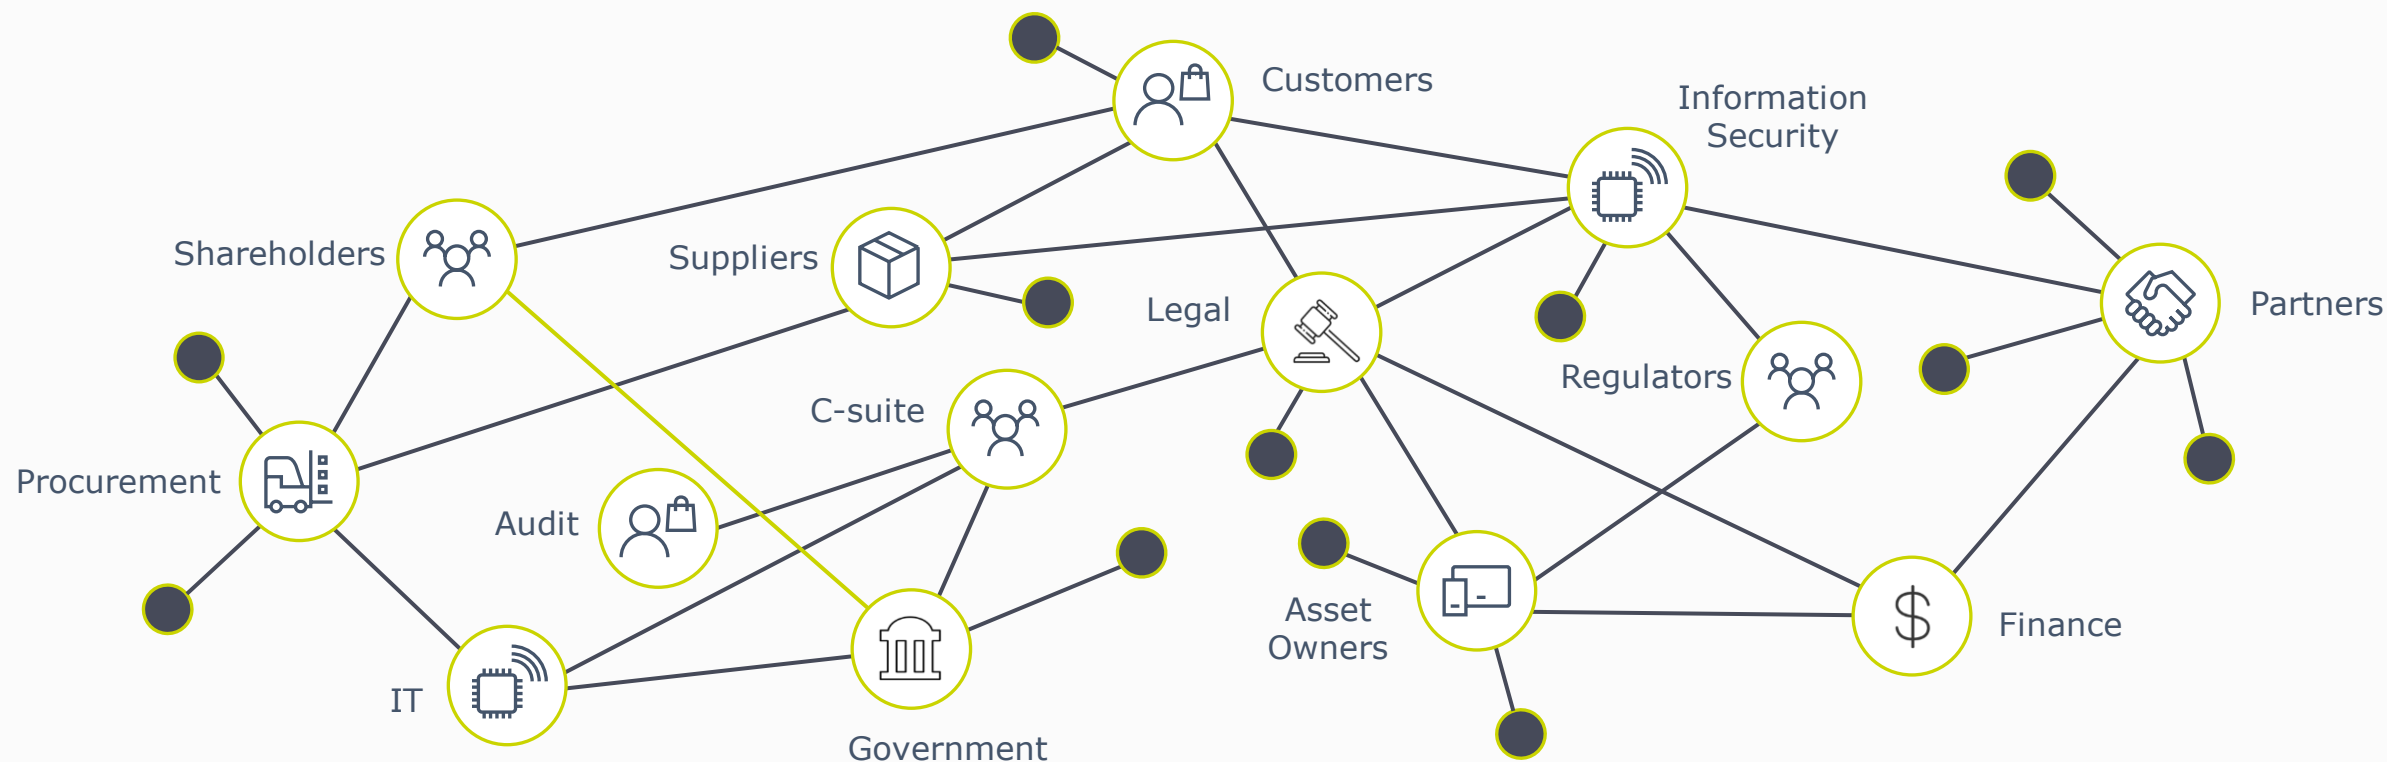 Customers
Information
Security
Shareholders
Suppliers
Legal
Partners
Regulators
C-suite
Procurement
Audit
Asset
Owners
Finance
IT
Government
$